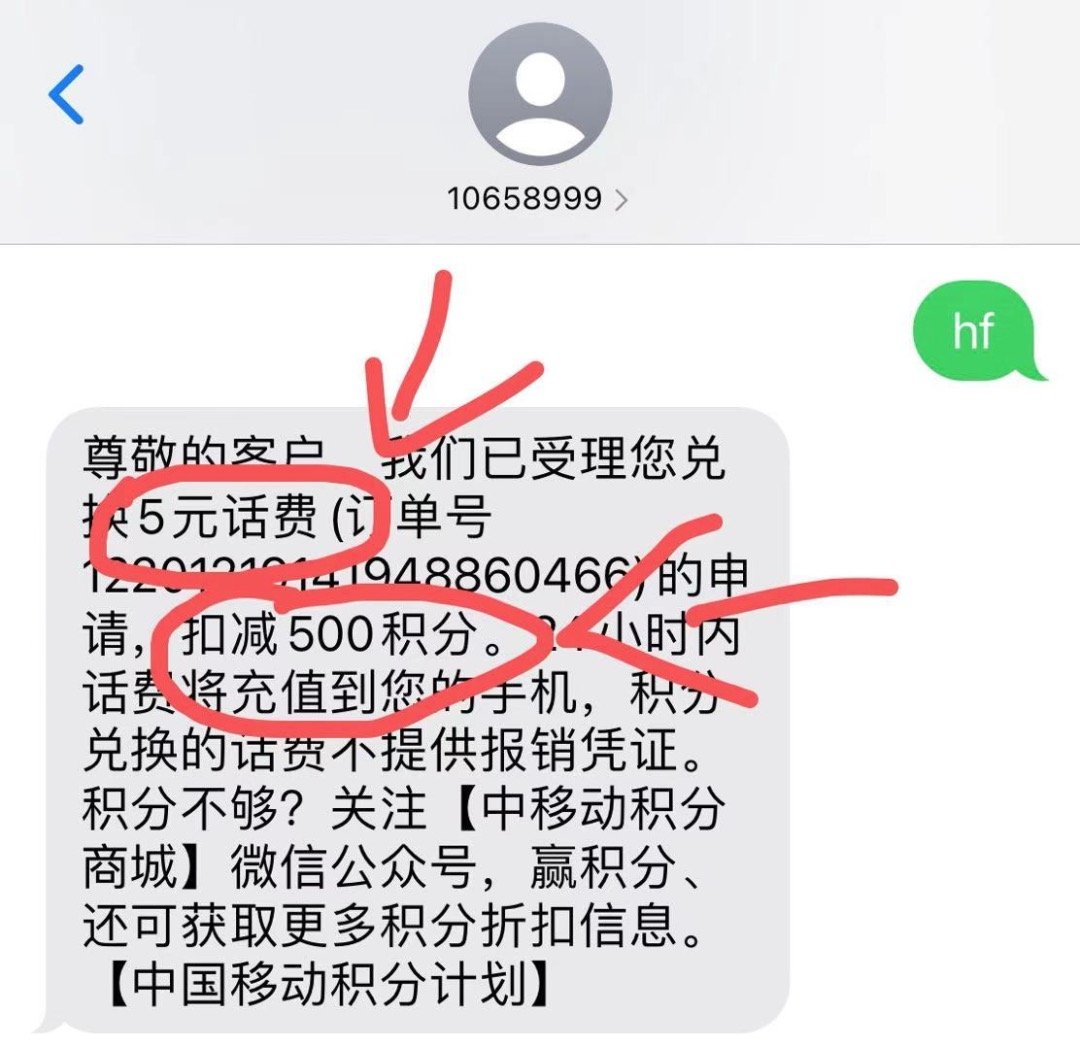 10658999
hf
尊敬的客户，我们已受理您兑
换5元话费(订单号
的申
请，扣减500积分。24小时内
话费将充值到您的手机，积分
兑换的话费不提供报销凭证。
积分不够？关注【中移动积分
商城】微信公众号，赢积分、
还可获取更多积分折扣信息。
【中国移动积分计划】